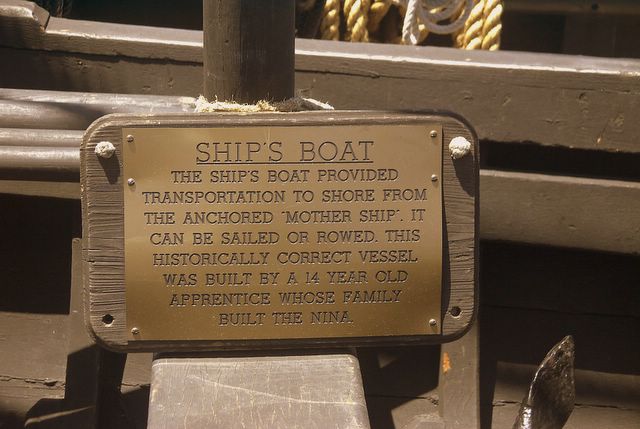 SHIP'S BOAT
THE SHIP'S BOAT PROVIDED
TRANSPORTATION TO SHORE FROM
THE ANCHORED "MOTHER SHIP". IT
CAN BE SAILED OR ROWED. THIS
HISTORICALLY CORRECT VESSEL
WAS BUILT BY A 14 YEAR OLD
APPRENTICE WHOSE FAMILY
BUILT THE NINA.